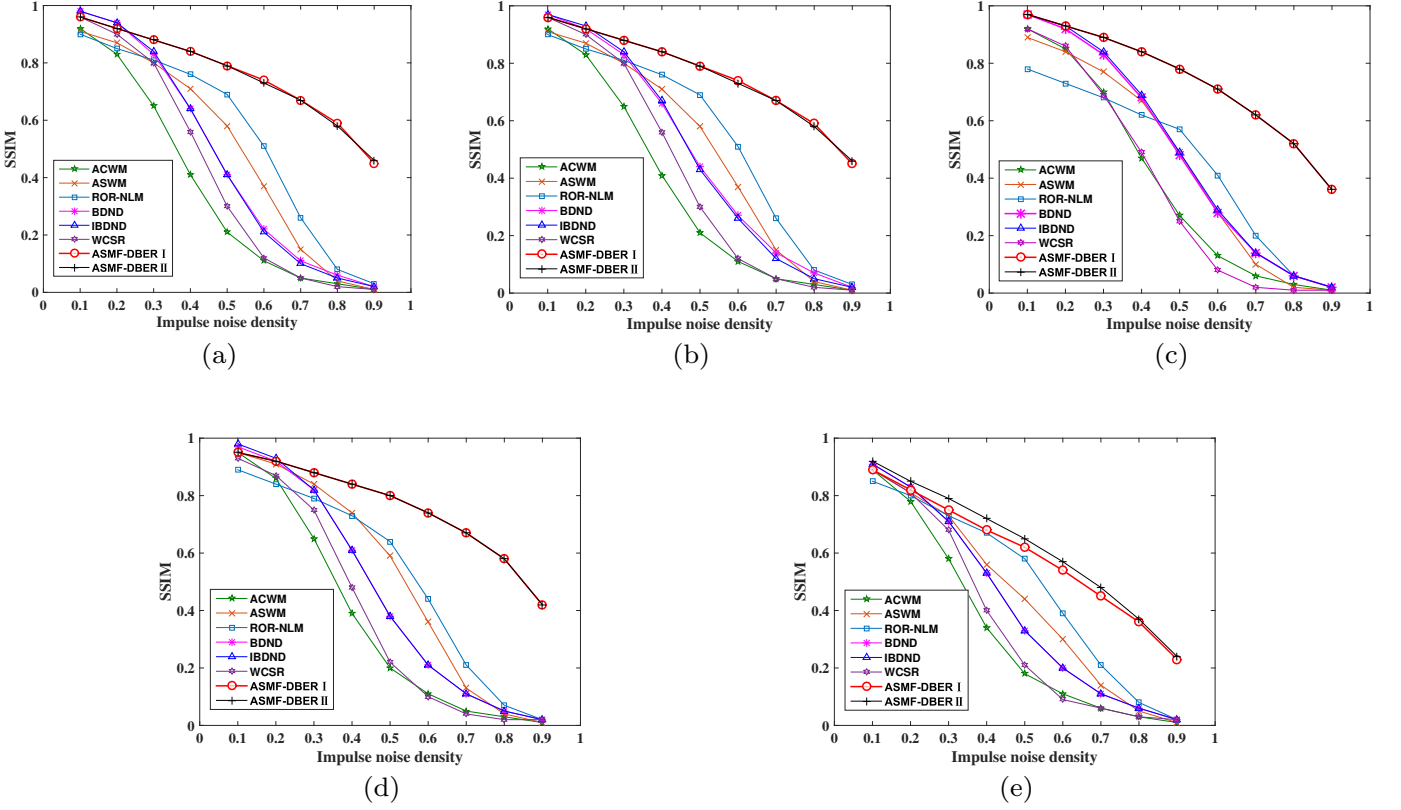 SSIM
1
0.8
0.6
0.4
0.2
0
ACWM
ASWM
ROR-NLM
BDND
IBDND
WCSR
ASMF-DBER I
ASMF-DBER II
0 0.1 0.2 0.3 0.4 0.5 0.6 0.7 0.8 0.9 1
Impulse noise density
(a)
SSIM
1
0.8
0.6
0.4
0.2
0
ACWM
ASWM
ROR-NLM
BDND
IBDND
WCSR
ASMF-DBER I
ASMF-DBER II
0 0.1 0.2 0.3 0.4 0.5 0.6 0.7 0.8 0.9 1
Impulse noise density
(b)
SSIM
1
0.8
0.6
0.4
0.2
0
ACWM
ASWM
ROR-NLM
BDND
IBDND
WCSR
ASMF-DBER I
ASMF-DBER II
0 0.1 0.2 0.3 0.4 0.5 0.6 0.7 0.8 0.9 1
Impulse noise density
(c)
SSIM
1
0.8
0.6
0.4
0.2
0
ACWM
ASWM
ROR-NLM
BDND
IBDND
WCSR
ASMF-DBER I
ASMF-DBER II
0 0.1 0.2 0.3 0.4 0.5 0.6 0.7 0.8 0.9 1
Impulse noise density
(d)
SSIM
1
0.8
0.6
0.4
0.2
0
ACWM
ASWM
ROR-NLM
BDND
IBDND
WCSR
ASMF-DBER I
ASMF-DBER II
0 0.1 0.2 0.3 0.4 0.5 0.6 0.7 0.8 0.9 1
Impulse noise density
(e)